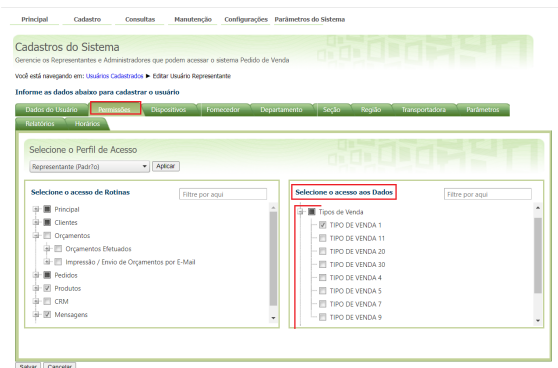 Principal Cadastro Consultas Manutenção Configurações Parâmetros do Sistema
Cadastros do Sistema
Gerencie os Representantes e Administradores que podem acessar o sistema Pedido de Venda
Você está navegando em: Usuários Cadastrados ► Editar Usuário Representante
Informe as dados abaixo para cadastrar o usuário
Dados do Usuário Permissões Dispositivos Fornecedor Departamento Seção Região Transportadora Parâmetros
Relatórios Horários
Selecione o Perfil de Acesso
Representante (Padr?o) Aplicar
Selecione o acesso de Rotinas Filtre por aqui
Principal
Clientes
Orçamentos
Orçamentos Efetuados
Impressão / Envio de Orçamentos por E-Mail
Pedidos
Produtos
CRM
Mensagens
Selecione o acesso aos Dados Filtre por aqui
Tipos de Venda
TIPO DE VENDA 1
TIPO DE VENDA 11
TIPO DE VENDA 20
TIPO DE VENDA 30
TIPO DE VENDA 4
TIPO DE VENDA 5
TIPO DE VENDA 7
TIPO DE VENDA 9
Salvar Cancelar